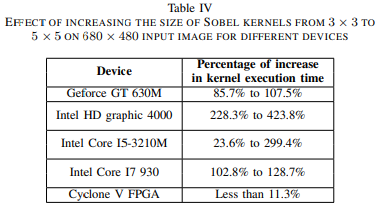 Table IV
EFFECT OF INCREASING THE SIZE OF SOBEL KERNELS FROM 3 × 3 TO
5 × 5 ON 680 × 480 INPUT IMAGE FOR DIFFERENT DEVICES
Device Percentage of increase
in kernel execution time
Geforce GT 630M 85.7% to 107.5%
Intel HD graphic 4000 228.3% to 423.8%
Intel Core I5-3210M 23.6% to 299.4%
Intel Core I7 930 102.8% to 128.7%
Cyclone V FPGA Less than 11.3%